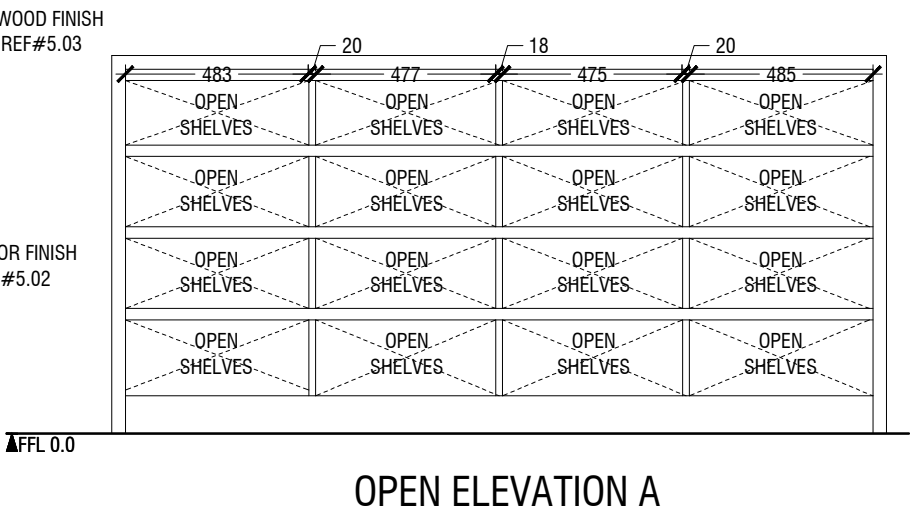 WOOD FINISH
REF#5.03
20
18
20
483
477
475
485
OPEN
SHELVES
OPEN
SHELVES
OPEN
SHELVES
OPEN
SHELVES
OPEN
SHELVES
OPEN
SHELVES
OPEN
SHELVES
OPEN
SHELVES
OR FINISH
#5.02
OPEN
SHELVES
OPEN
SHELVES
OPEN
SHELVES
OPEN
SHELVES
OPEN
SHELVES
OPEN
SHELVES
OPEN
SHELVES
OPEN
SHELVES
FFL 0.0
OPEN ELEVATION A